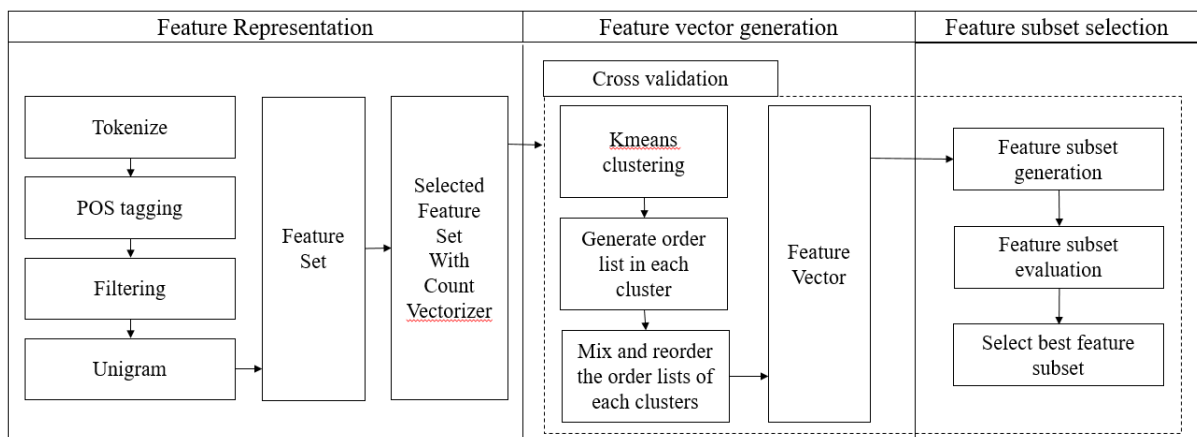 Feature Representation
Feature vector generation
Feature subset selection
Tokenize
POS tagging
Filtering
Unigram
Feature
Set
Selected
Feature
Set
With
Count
Vectorizer
Cross validation
Kmeans
clustering
Generate order
list in each
cluster
Mix and reorder
the order lists of
each clusters
Feature
Vector
Feature subset
generation
Feature subset
evaluation
Select best feature
subset